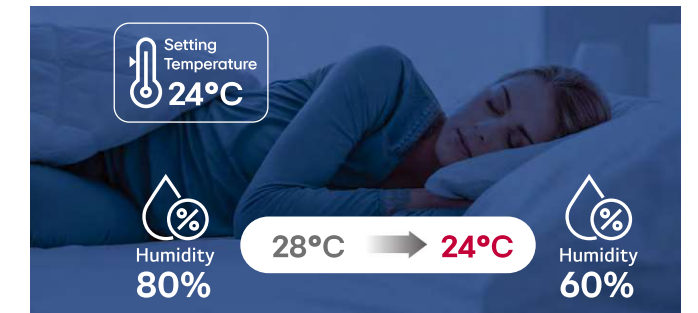 Setting
Temperature
24°C
Humidity
80%
28°C 24°C
Humidity
60%